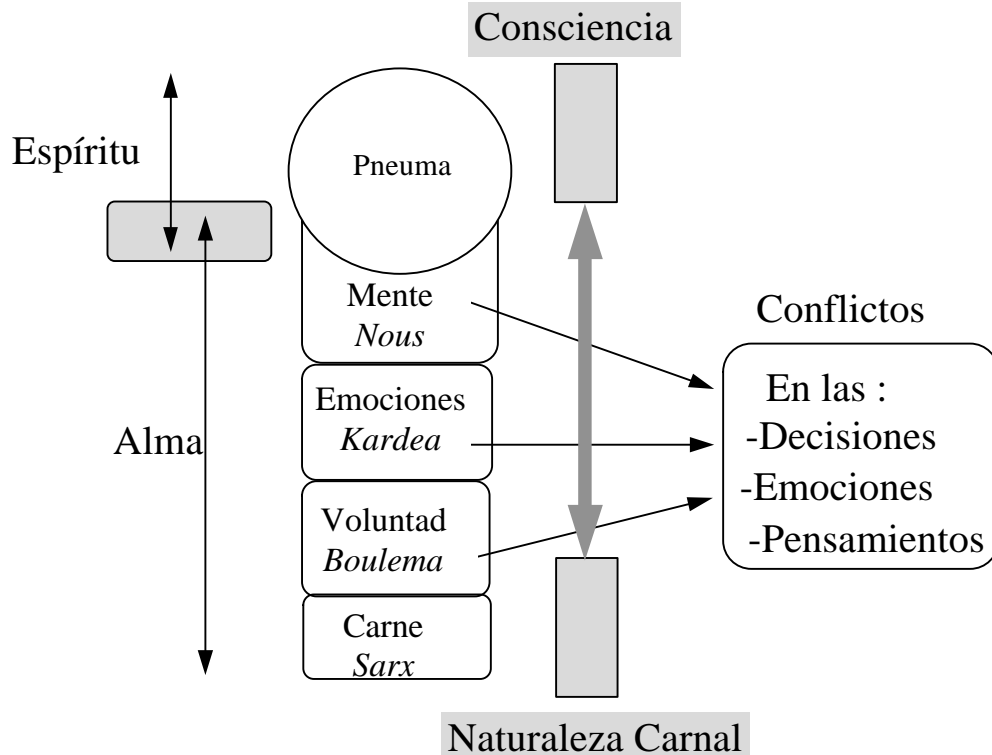 Consciencia
Espíritu
Pneuma
Mente
Nous
Conflictos
Emociones
Kardea
Alma
En las :
-Decisiones
-Emociones
-Pensamientos
Voluntad
Boulema
Carne
Sarx
Naturaleza Carnal